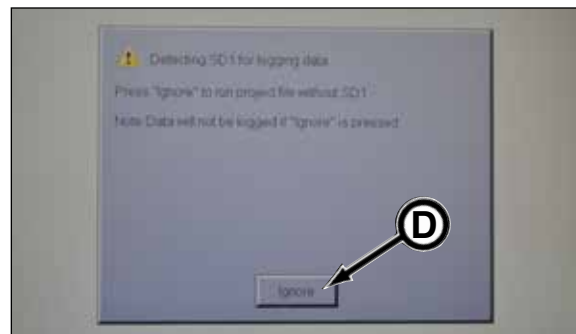 Detecting SD1 for logging data
Press "Ignore" to run project file without SD1
Note Data will not be logged if "Ignore" is pressed
D
Ignore